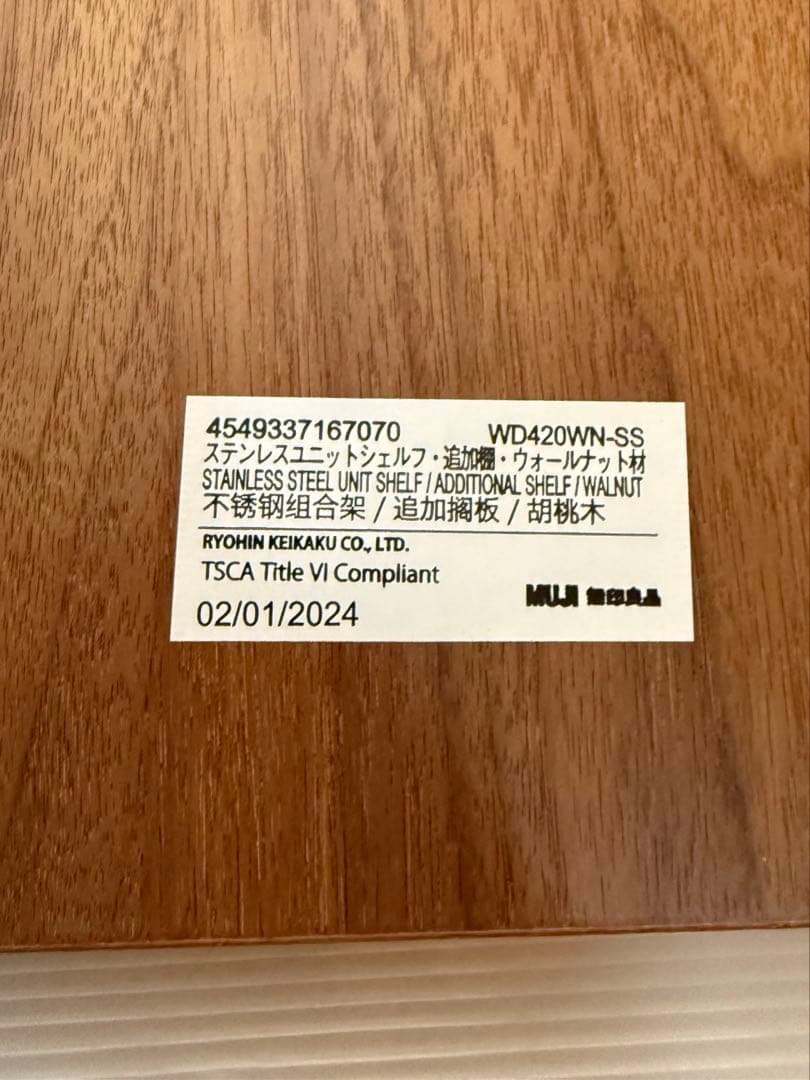 4549337167070 WD420WN-SS
ステンレスユニットシェルフ・追加棚・ウォールナット材
STAINLESS STEEL UNIT SHELF / ADDITIONAL SHELF / WALNUT
不锈钢组合架 / 追加搁板 / 胡桃木
RYOHIN KEIKAKU CO., LTD.
TSCA Title VI Compliant
MUJI 無印良品
02/01/2024